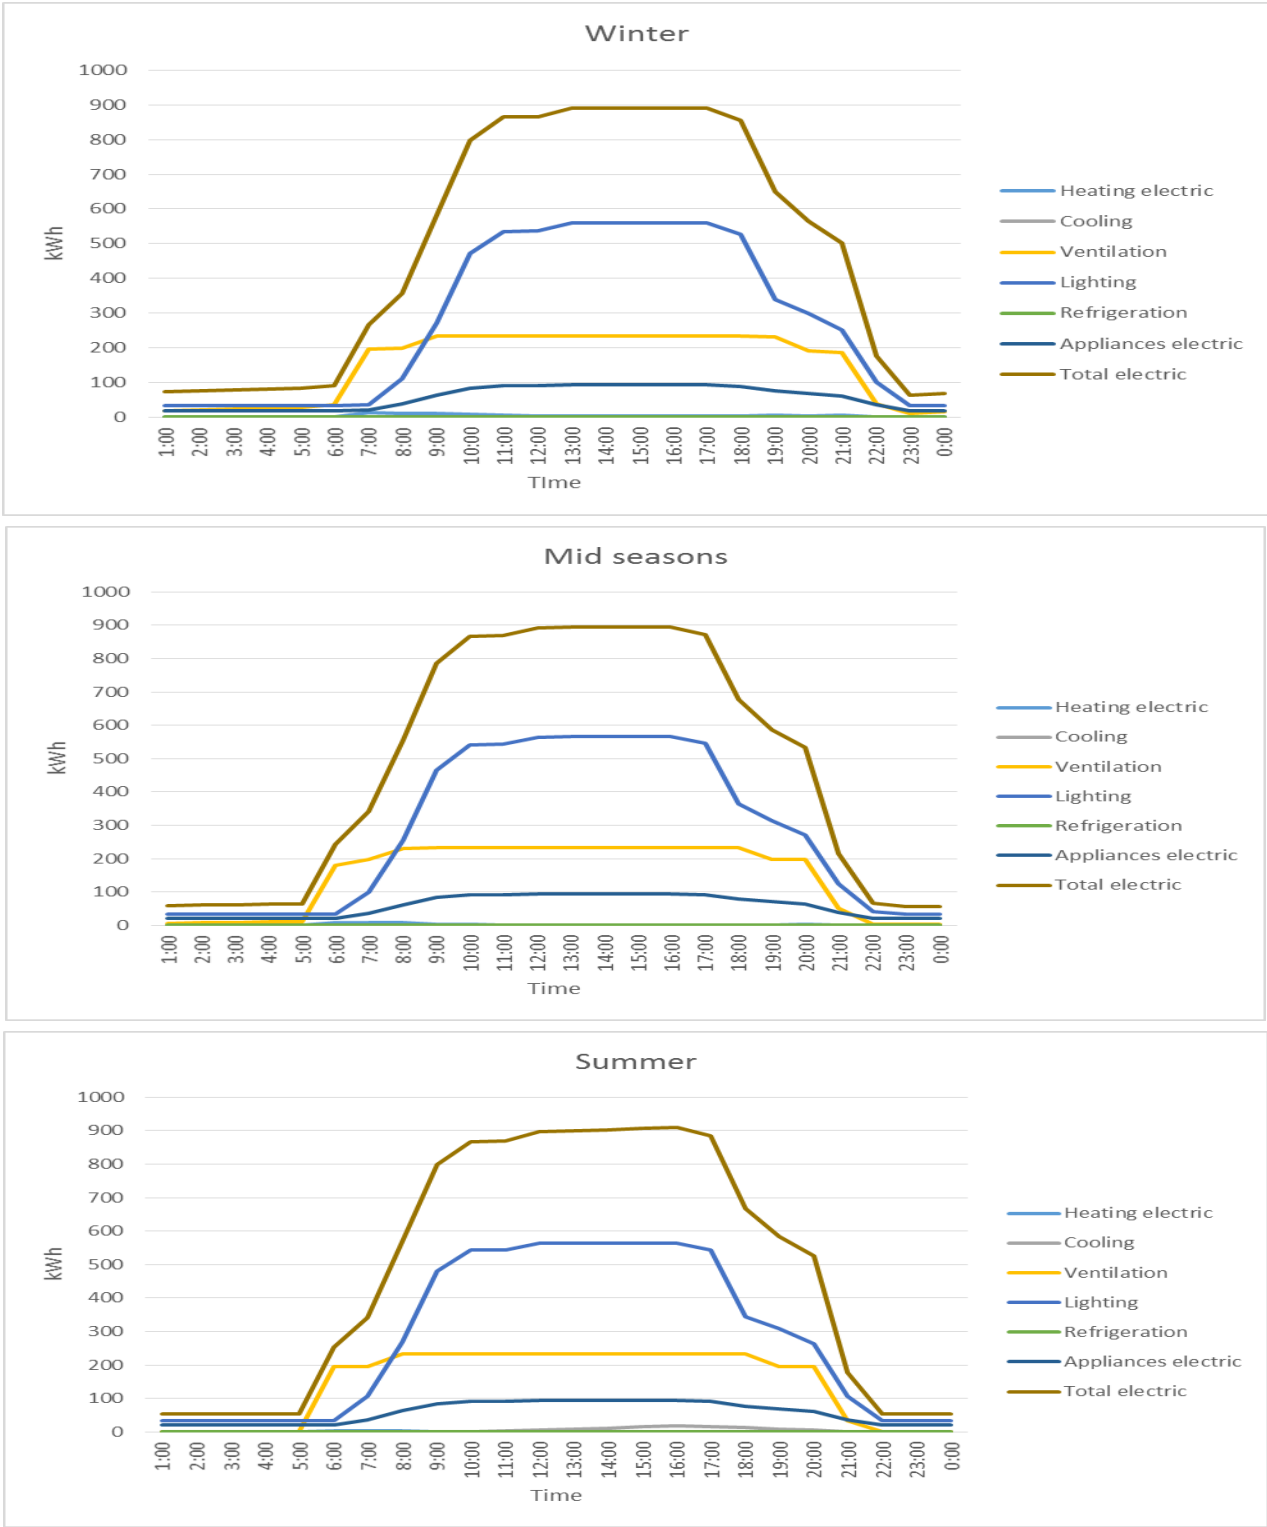 Winter
1000
900
800
700
600
500
400
300
200
100
0
kWh
1:00 2:00 3:00 4:00 5:00 6:00 7:00 8:00 9:00 10:00 11:00 12:00 13:00 14:00 15:00 16:00 17:00 18:00 19:00 20:00 21:00 22:00 23:00 0:00
TIme
Heating electric
Cooling
Ventilation
Lighting
Refrigeration
Appliances electric
Total electric
Mid seasons
1000
900
800
700
600
500
400
300
200
100
0
kWh
1:00 2:00 3:00 4:00 5:00 6:00 7:00 8:00 9:00 10:00 11:00 12:00 13:00 14:00 15:00 16:00 17:00 18:00 19:00 20:00 21:00 22:00 23:00 0:00
Time
Heating electric
Cooling
Ventilation
Lighting
Refrigeration
Appliances electric
Total electric
Summer
1000
900
800
700
600
500
400
300
200
100
0
kWh
1:00 2:00 3:00 4:00 5:00 6:00 7:00 8:00 9:00 10:00 11:00 12:00 13:00 14:00 15:00 16:00 17:00 18:00 19:00 20:00 21:00 22:00 23:00 0:00
Time
Heating electric
Cooling
Ventilation
Lighting
Refrigeration
Appliances electric
Total electric